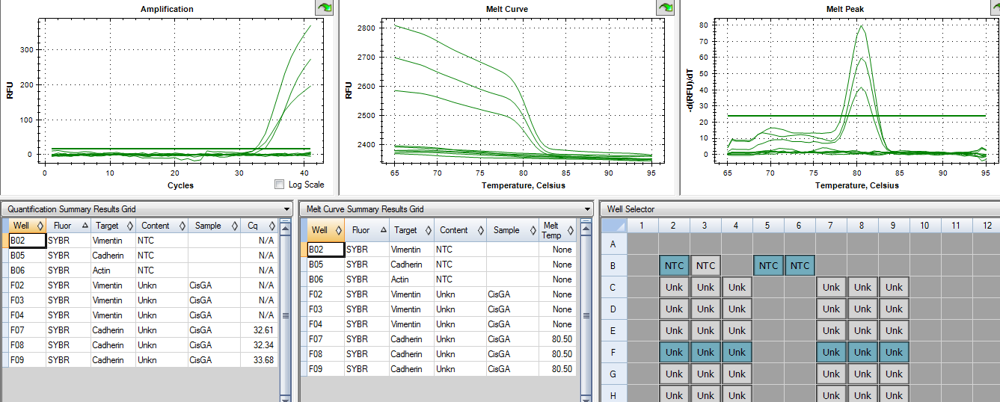 Amplification
RFU
300
200
100
0
0 10 20 30 40
Cycles
Log Scale
Melt Curve
RFU
2800
2700
2600
2500
2400
65 70 75 80 85 90 95
Temperature, Celsius
Melt Peak
-d(RFU)/dT
80
70
60
50
40
30
20
10
0
65 70 75 80 85 90 95
Temperature, Celsius
Quantification Summary Results Grid
Well Fluor Target Content Sample Cq
B02 SYBR Vimentin NTC N/A
B05 SYBR Cadherin NTC N/A
B06 SYBR Actin NTC N/A
F02 SYBR Vimentin Unkn CisGA N/A
F03 SYBR Vimentin Unkn CisGA N/A
F04 SYBR Vimentin Unkn CisGA N/A
F07 SYBR Cadherin Unkn CisGA 32.61
F08 SYBR Cadherin Unkn CisGA 32.34
F09 SYBR Cadherin Unkn CisGA 33.68
Melt Curve Summary Results Grid
Well Fluor Target Content Sample Melt Temp
B02 SYBR Vimentin NTC None
B05 SYBR Cadherin NTC None
B06 SYBR Actin NTC None
F02 SYBR Vimentin Unkn CisGA None
F03 SYBR Vimentin Unkn CisGA None
F04 SYBR Vimentin Unkn CisGA None
F07 SYBR Cadherin Unkn CisGA 80.50
F08 SYBR Cadherin Unkn CisGA 80.50
F09 SYBR Cadherin Unkn CisGA 80.50
Well Selector
1 2 3 4 5 6 7 8 9 10 11 12
A
B NTC NTC NTC NTC
C Unk Unk Unk Unk Unk Unk
D Unk Unk Unk Unk Unk Unk
E Unk Unk Unk Unk Unk Unk
F Unk Unk Unk Unk Unk Unk
G Unk Unk Unk Unk Unk Unk
H Unk Unk Unk Unk Unk Unk